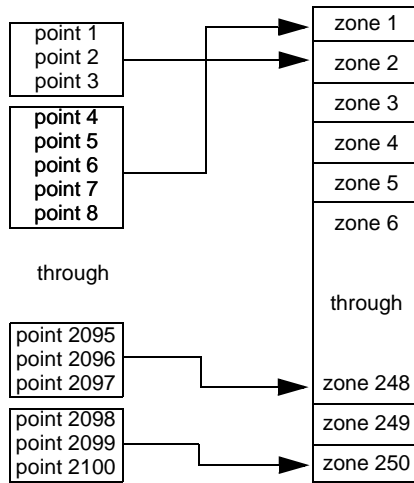 point 1
point 2
point 3
point 4
point 5
point 6
point 7
point 8
through
point 2095
point 2096
point 2097
point 2098
point 2099
point 2100
zone 1
zone 2
zone 3
zone 4
zone 5
zone 6
through
zone 248
zone 249
zone 250